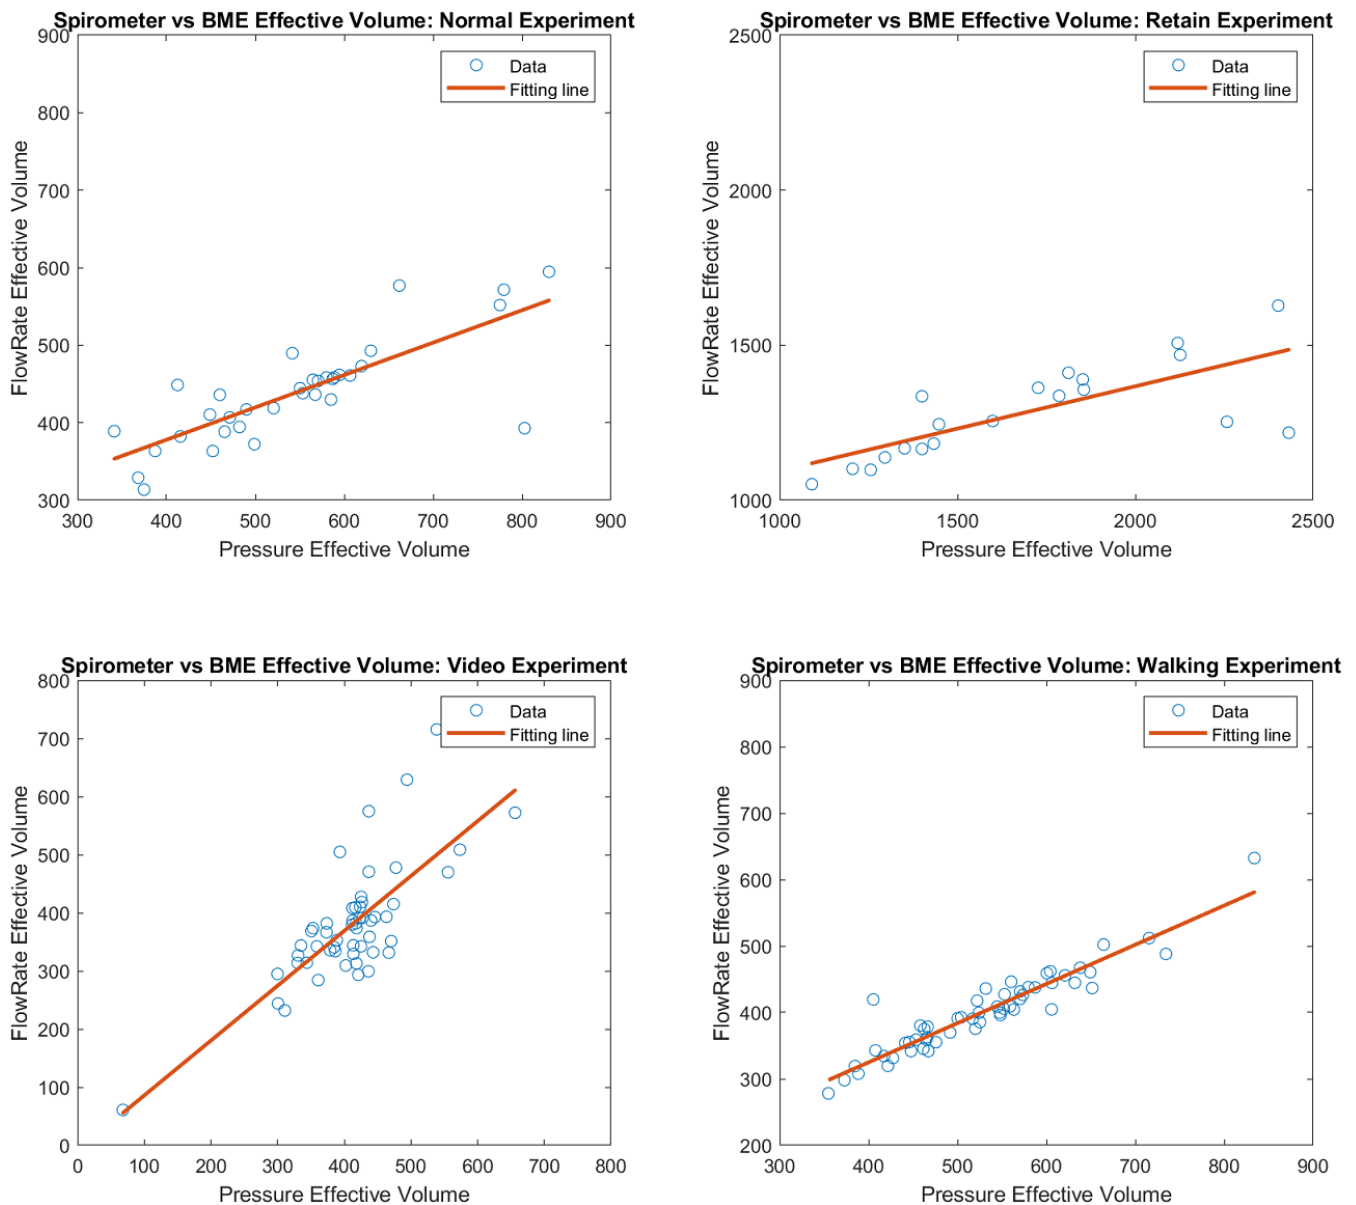 Spirometer vs BME Effective Volume: Normal Experiment
900
800
700
600
500
400
300
300 400 500 600 700 800 900
FlowRate Effective Volume
Pressure Effective Volume
Data
Fitting line
Spirometer vs BME Effective Volume: Retain Experiment
2500
2000
1500
1000
1000 1500 2000 2500
FlowRate Effective Volume
Pressure Effective Volume
Data
Fitting line
Spirometer vs BME Effective Volume: Video Experiment
800
700
600
500
400
300
200
100
0
0 100 200 300 400 500 600 700 800
FlowRate Effective Volume
Pressure Effective Volume
Data
Fitting line
Spirometer vs BME Effective Volume: Walking Experiment
900
800
700
600
500
400
300
200
300 400 500 600 700 800 900
FlowRate Effective Volume
Pressure Effective Volume
Data
Fitting line